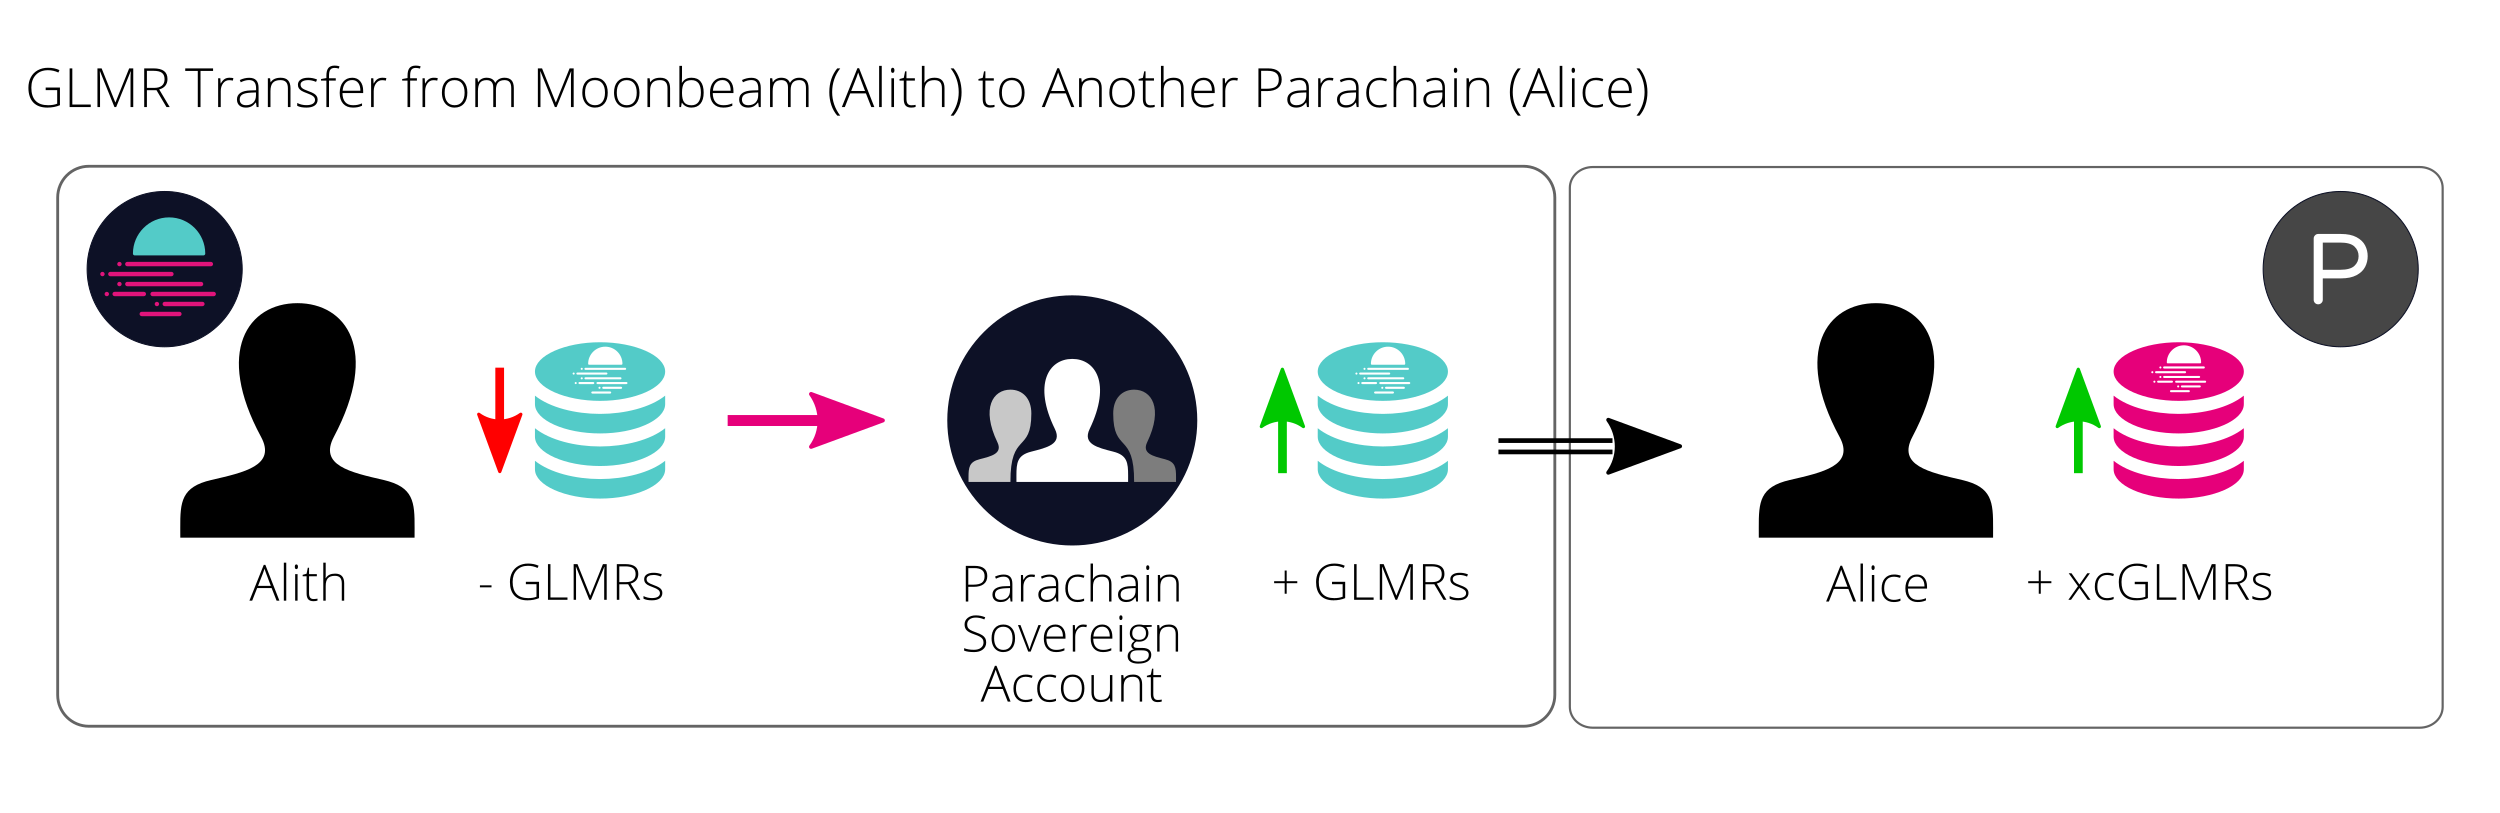 GLMR Transfer from Moonbeam (Alith) to Another Parachain (Alice)
P
Alith
- GLMRs
Parachain
Sovereign
Account
+ GLMRs
Alice
+ xcGLMRs